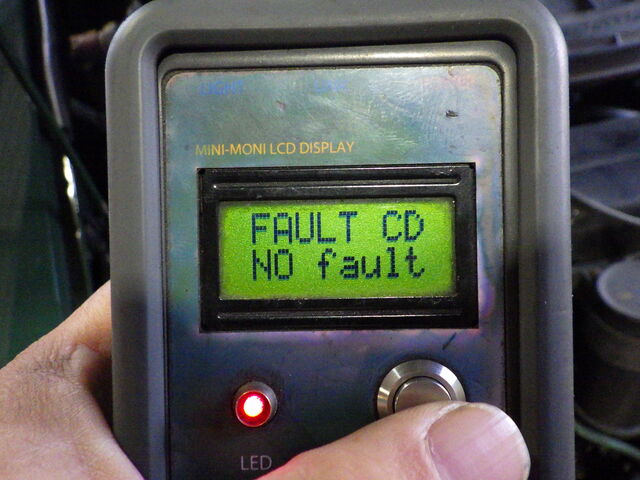 MINI-MONI LCD DISPLAY
FAULT CD
NO fault
LED